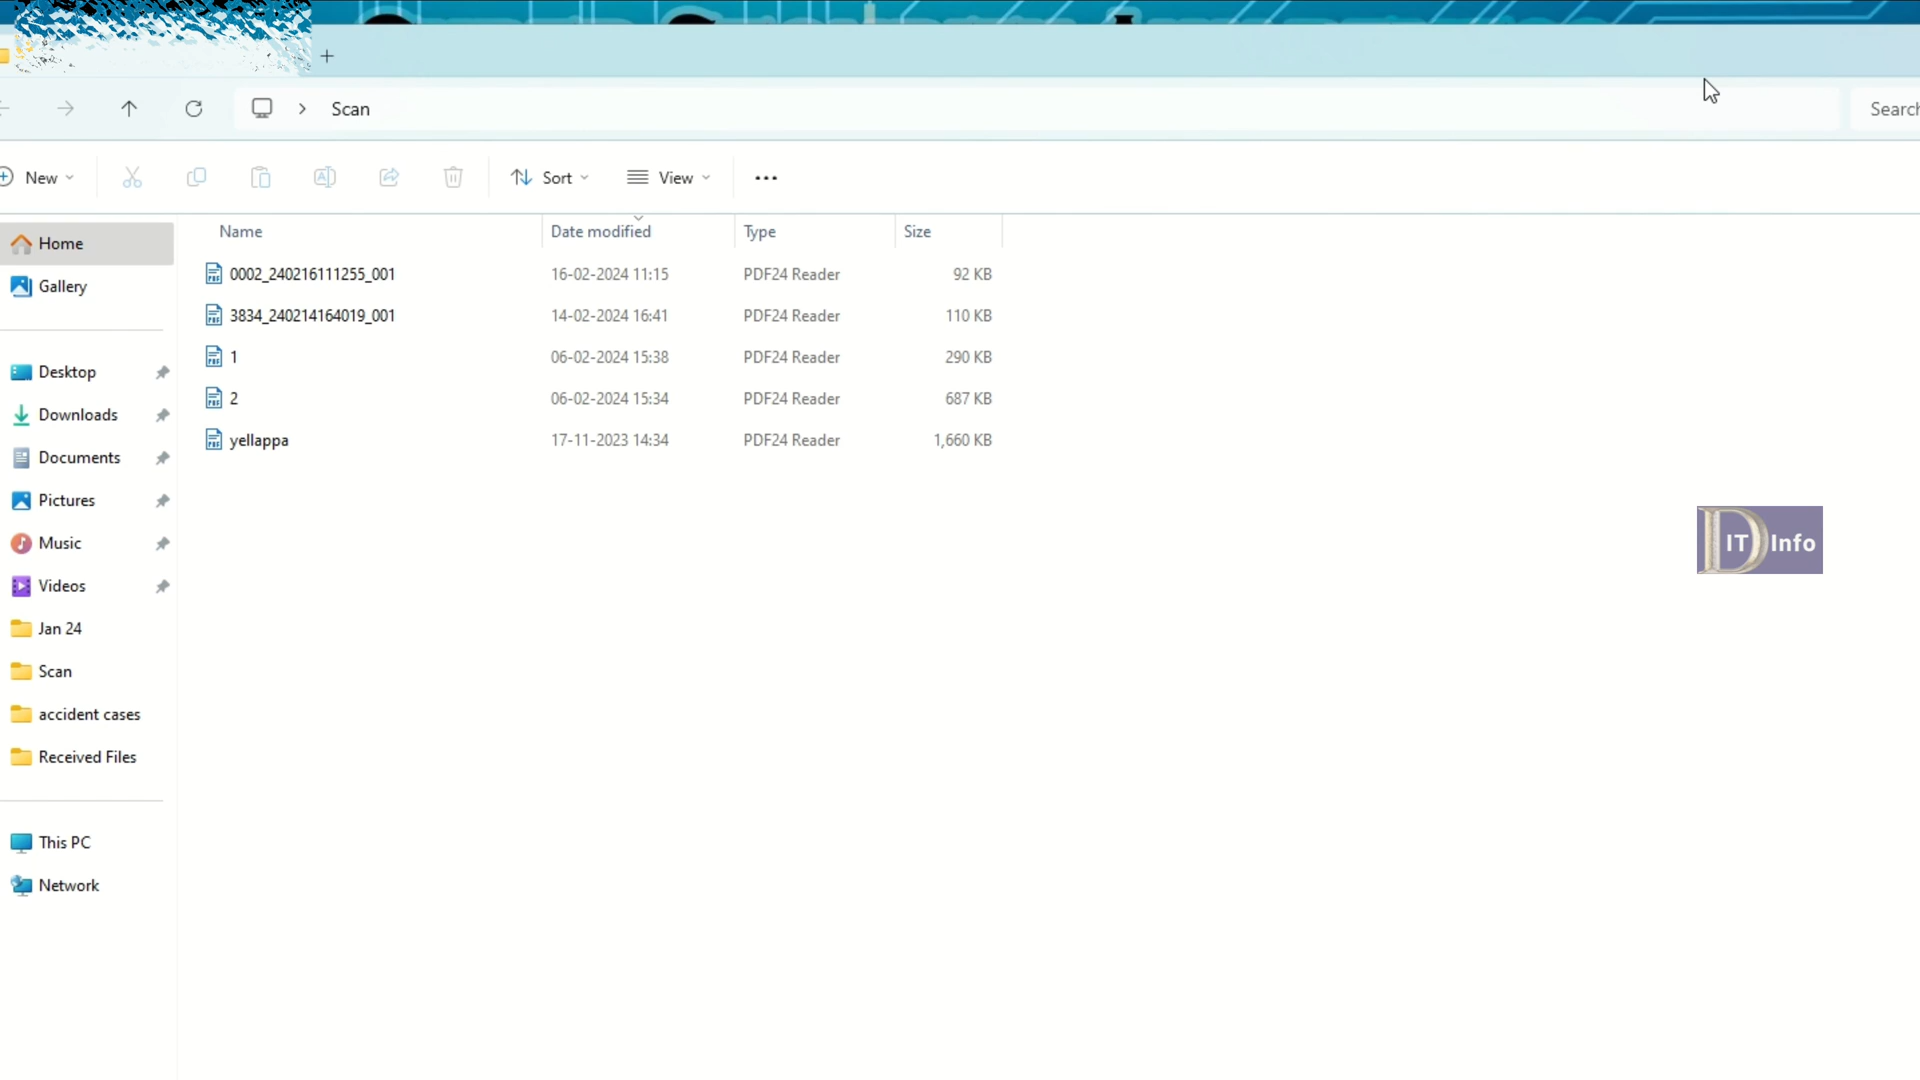 Scan
Search
New
Sort
View
Name Date modified Type Size
0002_240216111255_001 16-02-2024 11:15 PDF24 Reader 92 KB
3834_240214164019_001 14-02-2024 16:41 PDF24 Reader 110 KB
1 06-02-2024 15:38 PDF24 Reader 290 KB
2 06-02-2024 15:34 PDF24 Reader 687 KB
yellappa 17-11-2023 14:34 PDF24 Reader 1,660 KB
Home
Gallery
Desktop
Downloads
Documents
Pictures
Music
Videos
Jan 24
Scan
accident cases
Received Files
This PC
Network
D IT Info